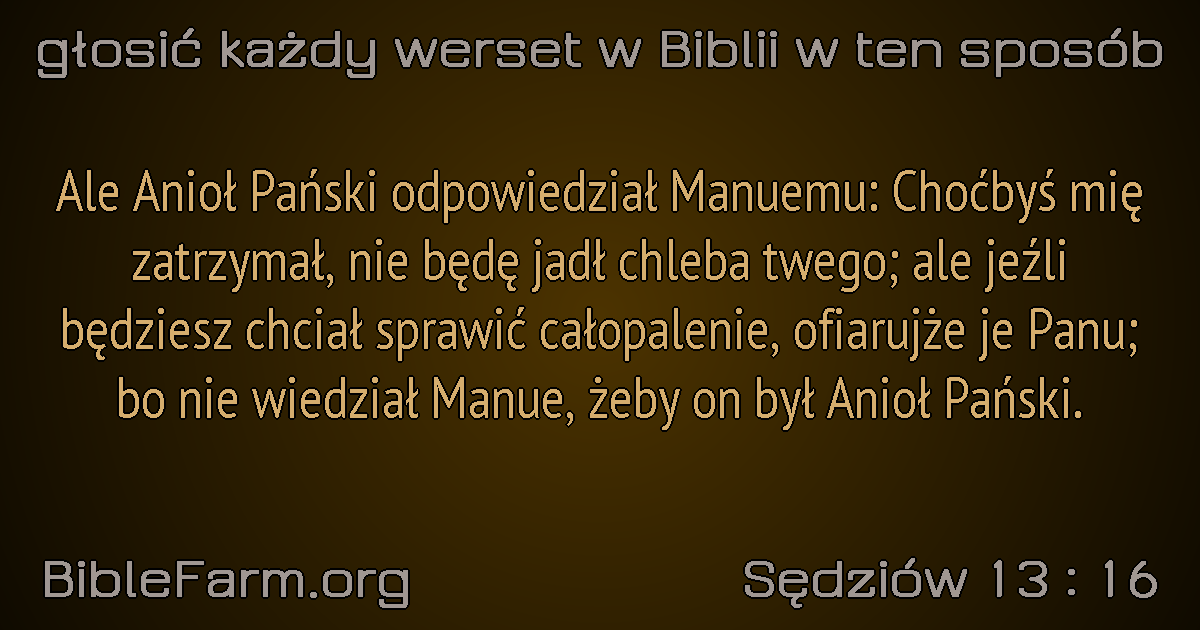 głosić każdy werset w Biblii w ten sposób
Ale Anioł Pański odpowiedział Manuemu: Choćbyś mię
zatrzymał, nie będę jadł chleba twego; ale jeźli
będziesz chciał sprawić całopalenie, ofiarujże je Panu;
bo nie wiedział Manue, żeby on był Anioł Pański.
BibleFarm.org
Sędziów 13 : 16